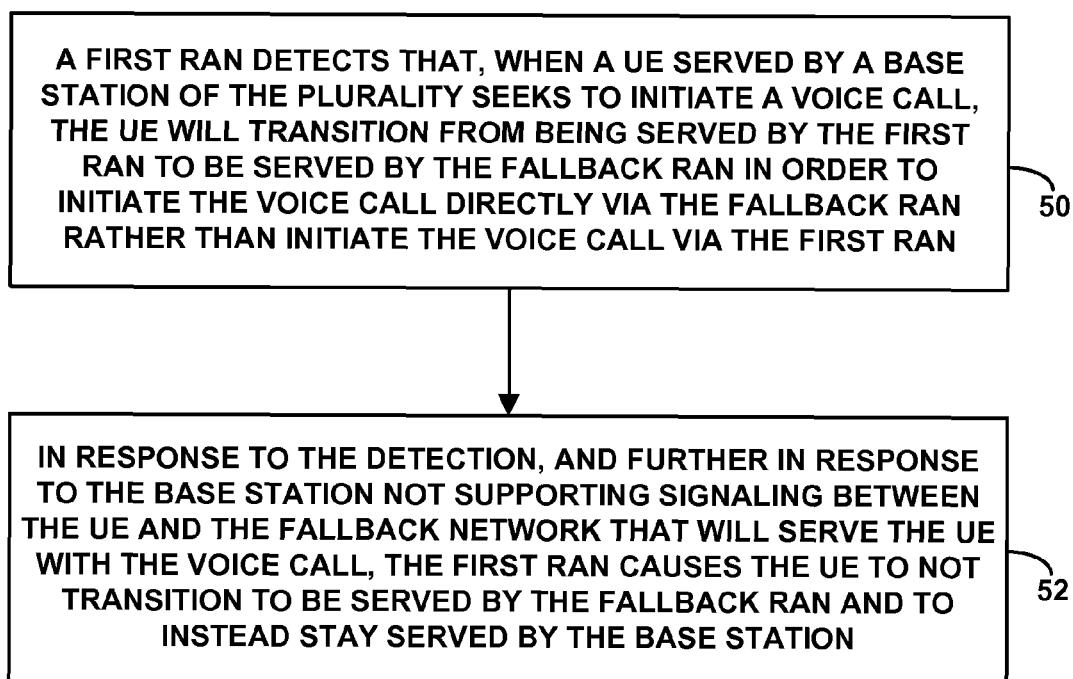 A FIRST RAN DETECTS THAT, WHEN A UE SERVED BY A BASE
STATION OF THE PLURALITY SEEKS TO INITIATE A VOICE CALL,
THE UE WILL TRANSITION FROM BEING SERVED BY THE FIRST
RAN TO BE SERVED BY THE FALLBACK RAN IN ORDER TO
INITIATE THE VOICE CALL DIRECTLY VIA THE FALLBACK RAN
RATHER THAN INITIATE THE VOICE CALL VIA THE FIRST RAN
50
IN RESPONSE TO THE DETECTION, AND FURTHER IN RESPONSE
TO THE BASE STATION NOT SUPPORTING SIGNALING BETWEEN
THE UE AND THE FALLBACK NETWORK THAT WILL SERVE THE UE
WITH THE VOICE CALL, THE FIRST RAN CAUSES THE UE TO NOT
TRANSITION TO BE SERVED BY THE FALLBACK RAN AND TO
INSTEAD STAY SERVED BY THE BASE STATION
52